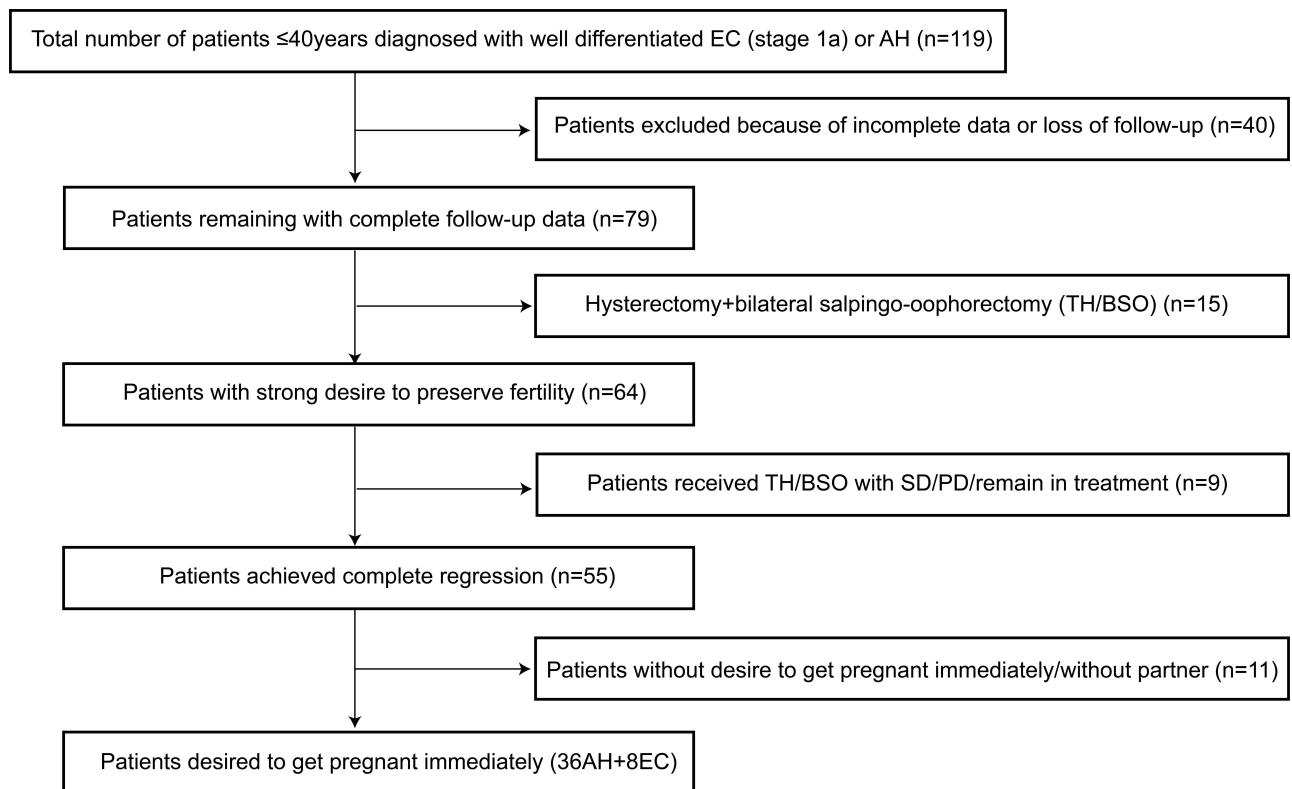 Total number of patients ≤40years diagnosed with well differentiated EC (stage 1a) or AH (n=119)
Patients excluded because of incomplete data or loss of follow-up (n=40)
Patients remaining with complete follow-up data (n=79)
Hysterectomy+bilateral salpingo-oophorectomy (TH/BSO) (n=15)
Patients with strong desire to preserve fertility (n=64)
Patients received TH/BSO with SD/PD/remain in treatment (n=9)
Patients achieved complete regression (n=55)
Patients without desire to get pregnant immediately/without partner (n=11)
Patients desired to get pregnant immediately (36AH+8EC)